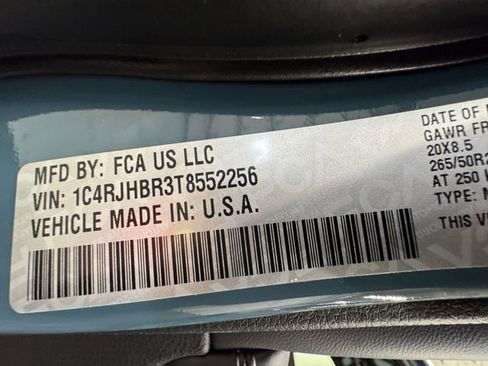 MFD BY: FCA US LLC
VIN: 1C4RJHBR3T8552256
VEHICLE MADE IN: U.S.A.
DATE OF
GAWR FR
20X8.5
265/50R2
AT 250 
TYPE:
THIS V